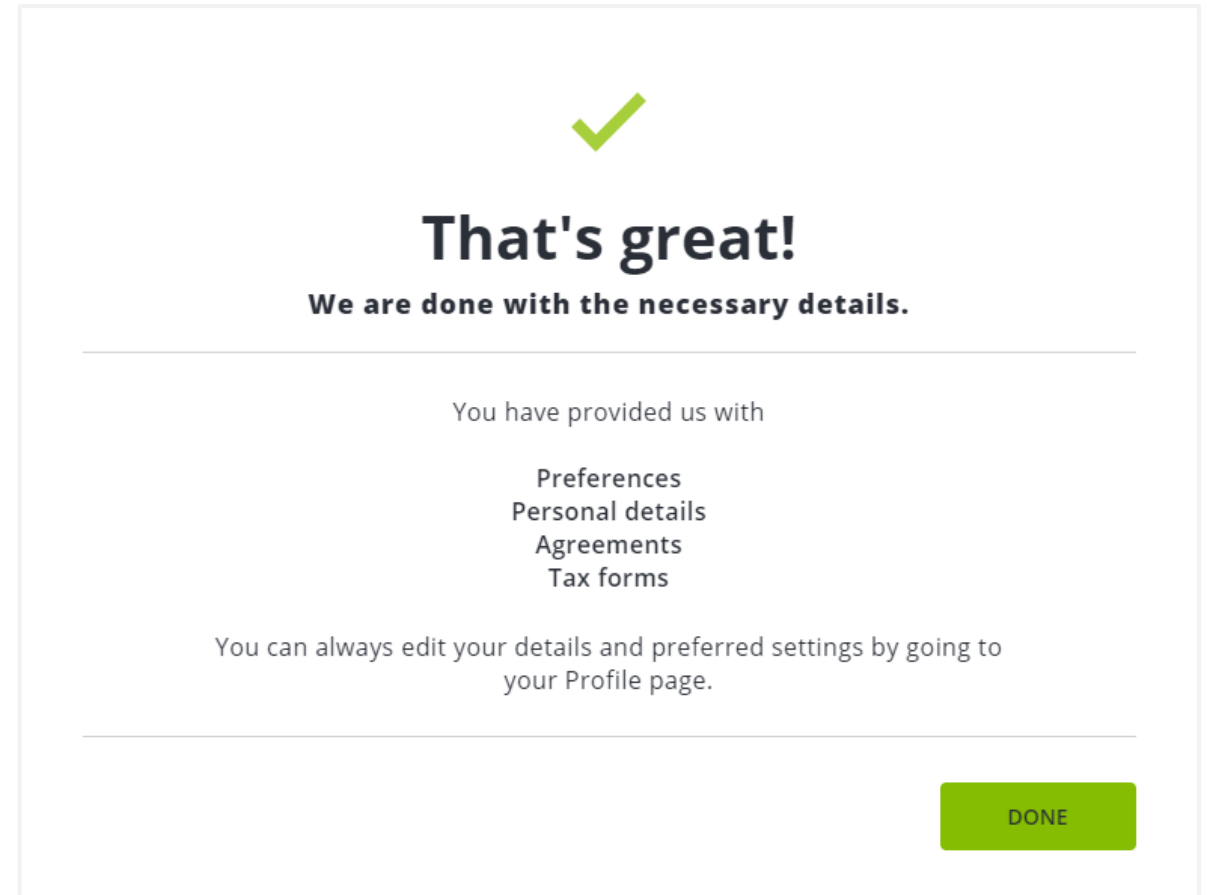 That's great!
We are done with the necessary details.
You have provided us with
Preferences
Personal details
Agreements
Tax forms
You can always edit your details and preferred settings by going to
your Profile page.
DONE